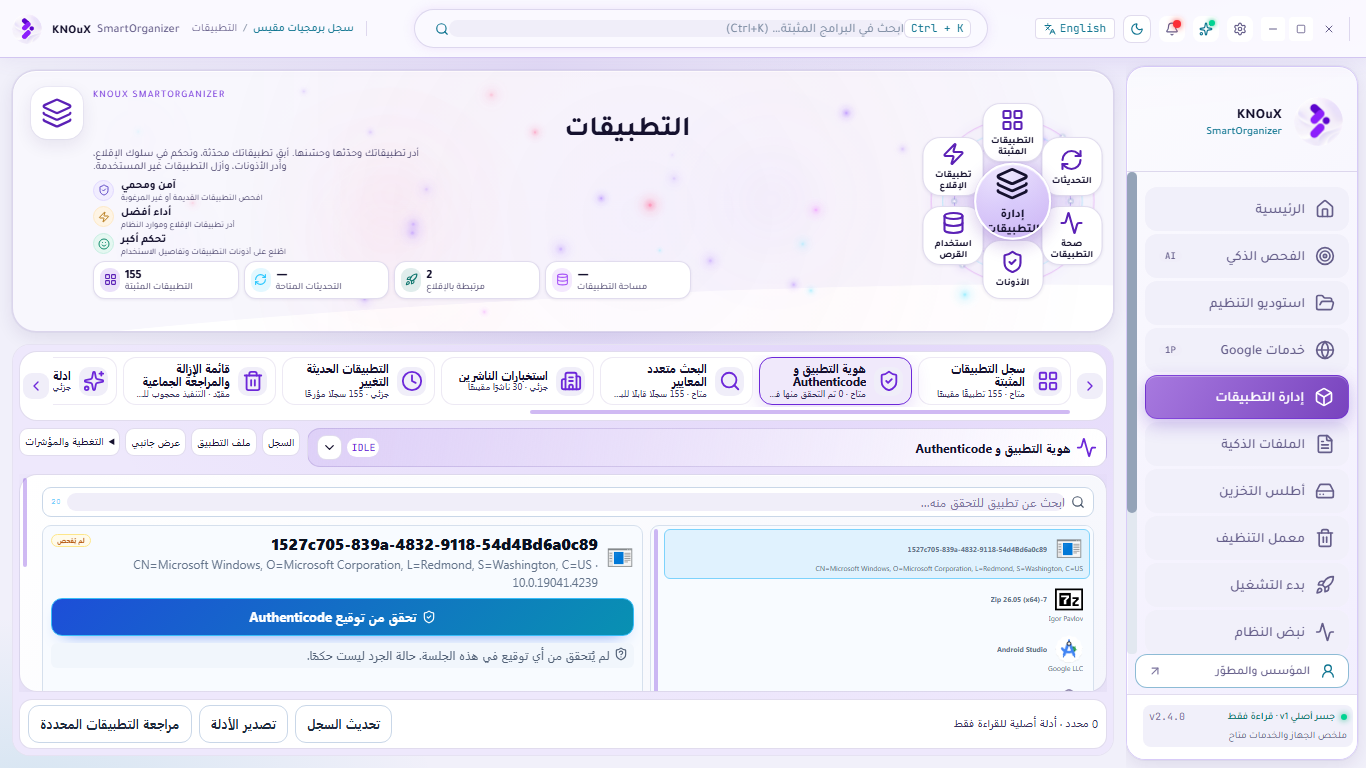 KNOuX SmartOrganizer
التطبيقات / سجل برمجيات مقيس
ابحث في البرامج المثبتة... (Ctrl+K)
Ctrl + K
English
KNOuX
SmartOrganizer
الرئيسية
الفحص الذكي
AI
استوديو التنظيم
خدمات Google
1P
إدارة التطبيقات
الملفات الذكية
أطلس التخزين
معمل التنظيف
بدء التشغيل
نبض النظام
المؤسس والمطوّر
جسر أصلي v1 · قراءة فقط
v2.4.0
ملخص الجهاز والخدمات متاح
KNOUX SMARTORGANIZER
التطبيقات
أدر تطبيقاتك وحدّثها وحسّنها. أبقِ تطبيقاتك محدّثة، وتحكم في سلوك الإقلاع،
وأدر الأذونات، وأزل التطبيقات غير المستخدمة.
آمن ومحمي
افحص التطبيقات القديمة أو غير المرغوبة
أداء أفضل
أدر تطبيقات الإقلاع وموارد النظام
تحكم أكبر
اطّلع على أذونات التطبيقات وتفاصيل الاستخدام
155
التطبيقات المثبتة
—
التحديثات المتاحة
2
مرتبطة بالإقلاع
—
مساحة التطبيقات
التطبيقات
المثبتة
التحديثات
صحة
التطبيقات
الأذونات
استخدام
القرص
تطبيقات
الإقلاع
إدارة
التطبيقات
سجل التطبيقات
المثبتة
متاح · 155 تطبيقًا مقيسًا
هوية التطبيق و
Authenticode
متاح · 0 تم التحقق منها ف...
البحث متعدد
المعايير
متاح · 155 سجلًا قابلًا للبـ...
استخبارات الناشرين
جزئي · 30 ناشرًا مقيسًا
التطبيقات الحديثة
التغيير
جزئي · 155 سجلًا مؤرخًا
قائمة الإزالة
والمراجعة الجماعية
مقيّد · التنفيذ محجوب للـ...
ادلة
جزئي
هوية التطبيق و Authenticode
IDLE
السجل
ملف التطبيق
عرض جانبي
◄ التغطية والمؤشرات
ابحث عن تطبيق للتحقق منه...
20
1527c705-839a-4832-9118-54d4Bd6a0c89
CN=Microsoft Windows, O=Microsoft Corporation, L=Redmond, S=Washington, C=US
7-Zip 26.05 (x64)
Igor Pavlov
Android Studio
Google LLC
لم يُفحص
1527c705-839a-4832-9118-54d4Bd6a0c89
CN=Microsoft Windows, O=Microsoft Corporation, L=Redmond, S=Washington, C=US ·
10.0.19041.4239
تحقق من توقيع Authenticode
لم يُتحقق من أي توقيع في هذه الجلسة. حالة الجرد ليست حكمًا.
0 محدد · أدلة أصلية للقراءة فقط
تحديث السجل
تصدير الأدلة
مراجعة التطبيقات المحددة